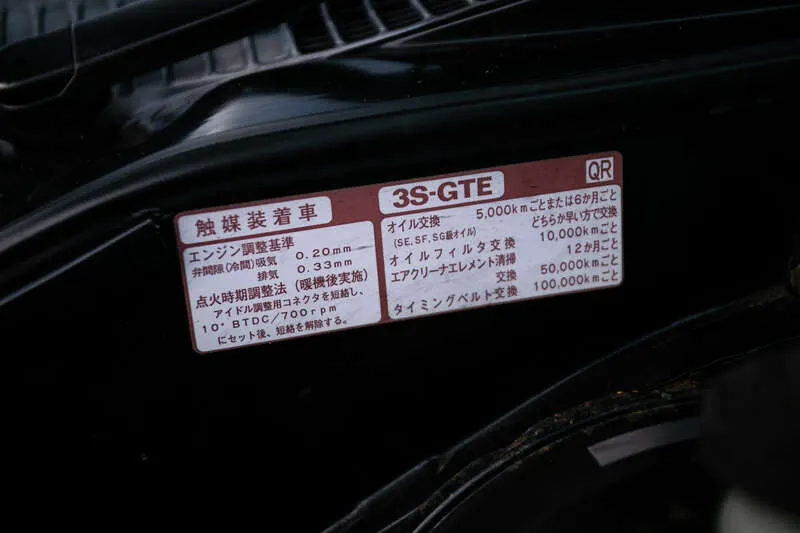 触媒装着車
エンジン調整基準
弁間隙(冷間)吸気 0.20mm
排気 0.33mm
点火時期調整法(暖機後実施)
アイドル調整用コネクタを短絡し、
10° BTDC/700rpm
にセット後、短絡を解除する。
3S-GTE
QR
オイル交換 5,000kmごとまたは6か月ごと
(SE,SF,SG級オイル) どちらか早い方で交換
オイルフィルタ交換 10,000kmごと
エアクリーナエレメント清掃 12か月ごと
交換 50,000kmごと
タイミングベルト交換 100,000kmごと